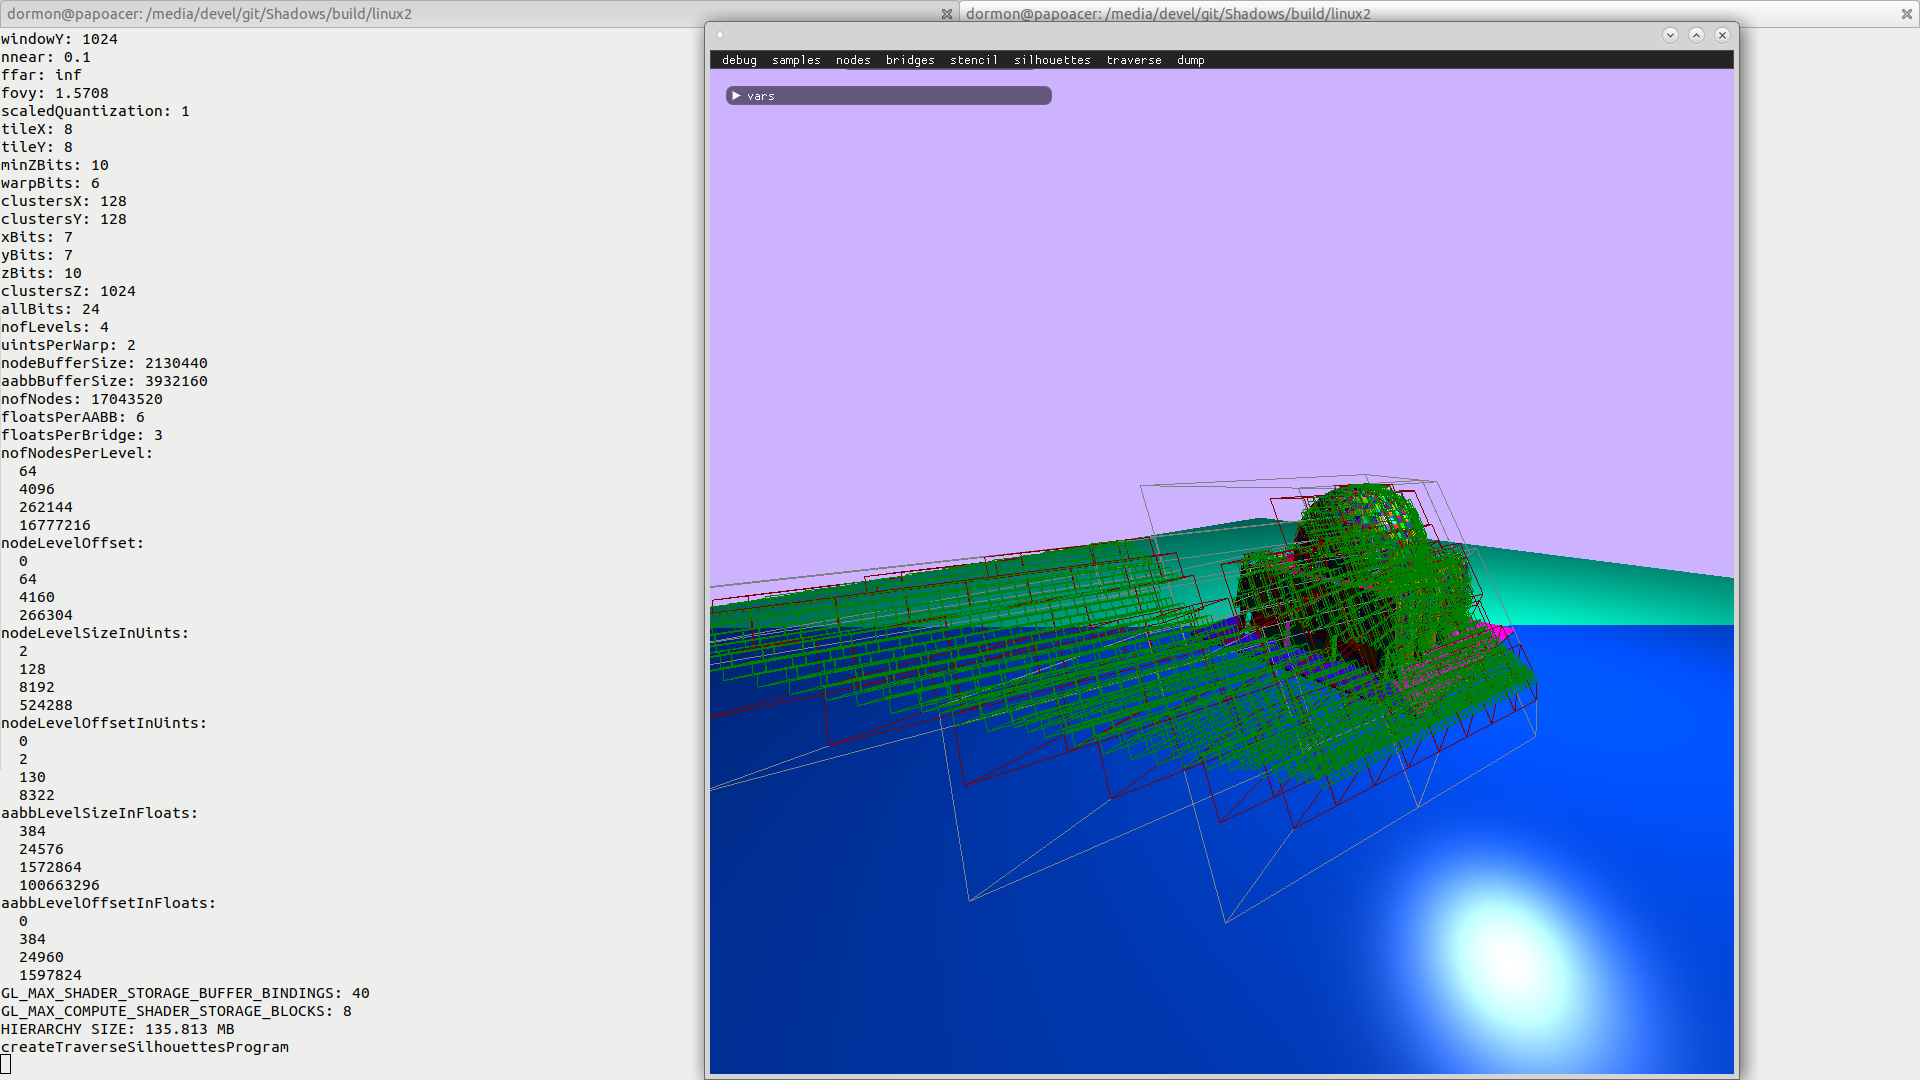 dormon@papoacer: /media/devel/git/Shadows/build/linux2
dormon@papoacer: /media/devel/git/Shadows/build/linux2
windowY: 1024
nnear: 0.1
ffar: inf
fovy: 1.5708
scaledQuantization: 1
tileX: 8
tileY: 8
minZBits: 10
warpBits: 6
clustersX: 128
clustersY: 128
xBits: 7
yBits: 7
zBits: 10
clustersZ: 1024
allBits: 24
nofLevels: 4
uintsPerWarp: 2
nodeBufferSize: 2130440
aabbBufferSize: 3932160
nofNodes: 17043520
floatsPerAABB: 6
floatsPerBridge: 3
nofNodesPerLevel:
64
4096
262144
16777216
nodeLevelOffset:
0
64
4160
266304
nodeLevelSizeInUints:
2
128
8192
524288
nodeLevelOffsetInUints:
0
2
130
8322
aabbLevelSizeInFloats:
384
24576
1572864
100663296
aabbLevelOffsetInFloats:
0
384
24960
1597824
GL_MAX_SHADER_STORAGE_BUFFER_BINDINGS: 40
GL_MAX_COMPUTE_SHADER_STORAGE_BLOCKS: 8
HIERARCHY SIZE: 135.813 MB
createTraverseSilhouettesProgram
debug samples nodes bridges stencil silhouettes traverse dump
vars